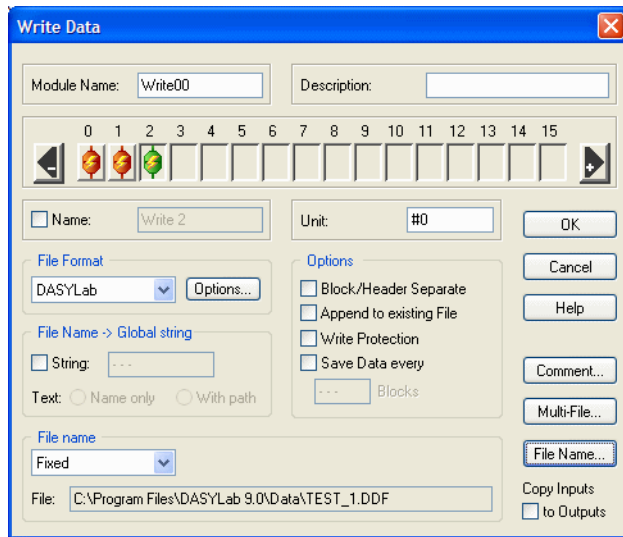 Write Data
Module Name: Write00 Description:
0 1 2 3 4 5 6 7 8 9 10 11 12 13 14 15
- +
Name: Write 2 Unit: #0 OK
File Format Options
DASYLab Options... Block/Header Separate Cancel
Append to existing File Help
File Name -> Global string Write Protection
String: - - - Save Data every Comment...
Text: Name only With path - - - Blocks Multi-File...
File name
Fixed File Name...
File: C:\Program Files\DASYLab 9.0\Data\TEST_1.DDF Copy Inputs
to Outputs